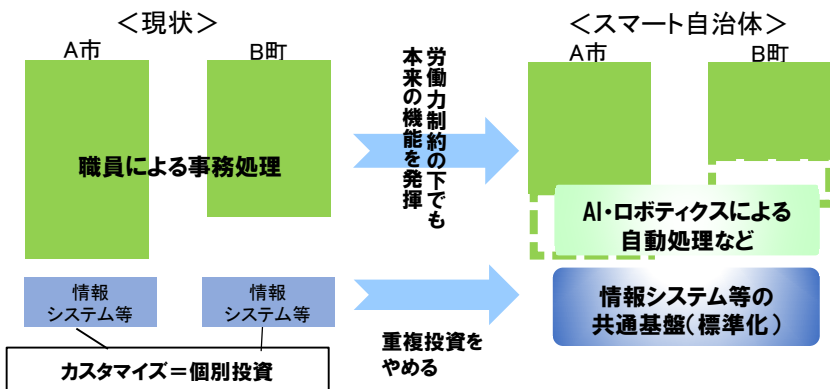 ＜現状＞
A市
B町
職員による事務処理
情報
システム等
情報
システム等
カスタマイズ＝個別投資
労働力制約の下でも
本来の機能を発揮
重複投資を
やめる
＜スマート自治体＞
A市
B町
AI・ロボティクスによる
自動処理など
情報システム等の
共通基盤（標準化）